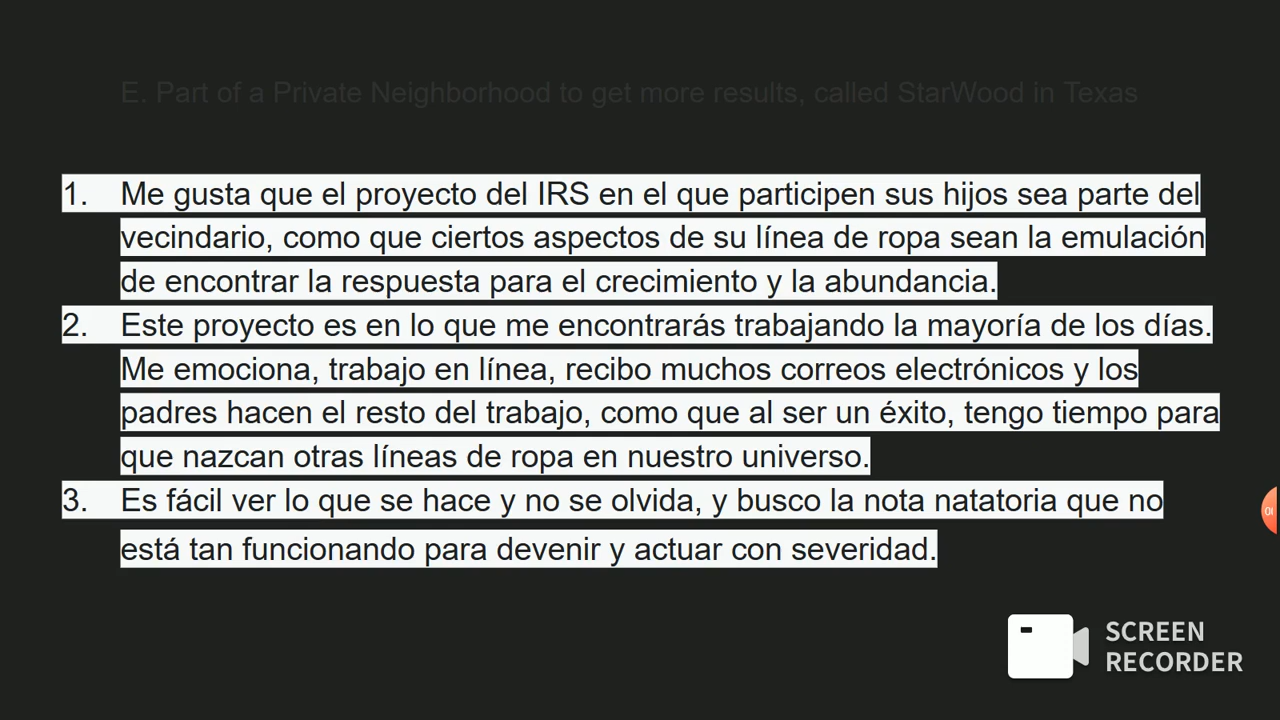 E. Part of a Private Neighborhood to get more results, called StarWood in Texas
1. Me gusta que el proyecto del IRS en el que participen sus hijos sea parte del
vecindario, como que ciertos aspectos de su línea de ropa sean la emulación
de encontrar la respuesta para el crecimiento y la abundancia.
2. Este proyecto es en lo que me encontrarás trabajando la mayoría de los días.
Me emociona, trabajo en línea, recibo muchos correos electrónicos y los
padres hacen el resto del trabajo, como que al ser un éxito, tengo tiempo para
que nazcan otras líneas de ropa en nuestro universo.
3. Es fácil ver lo que se hace y no se olvida, y busco la nota natatoria que no
está tan funcionando para devenir y actuar con severidad.
SCREEN
RECORDER